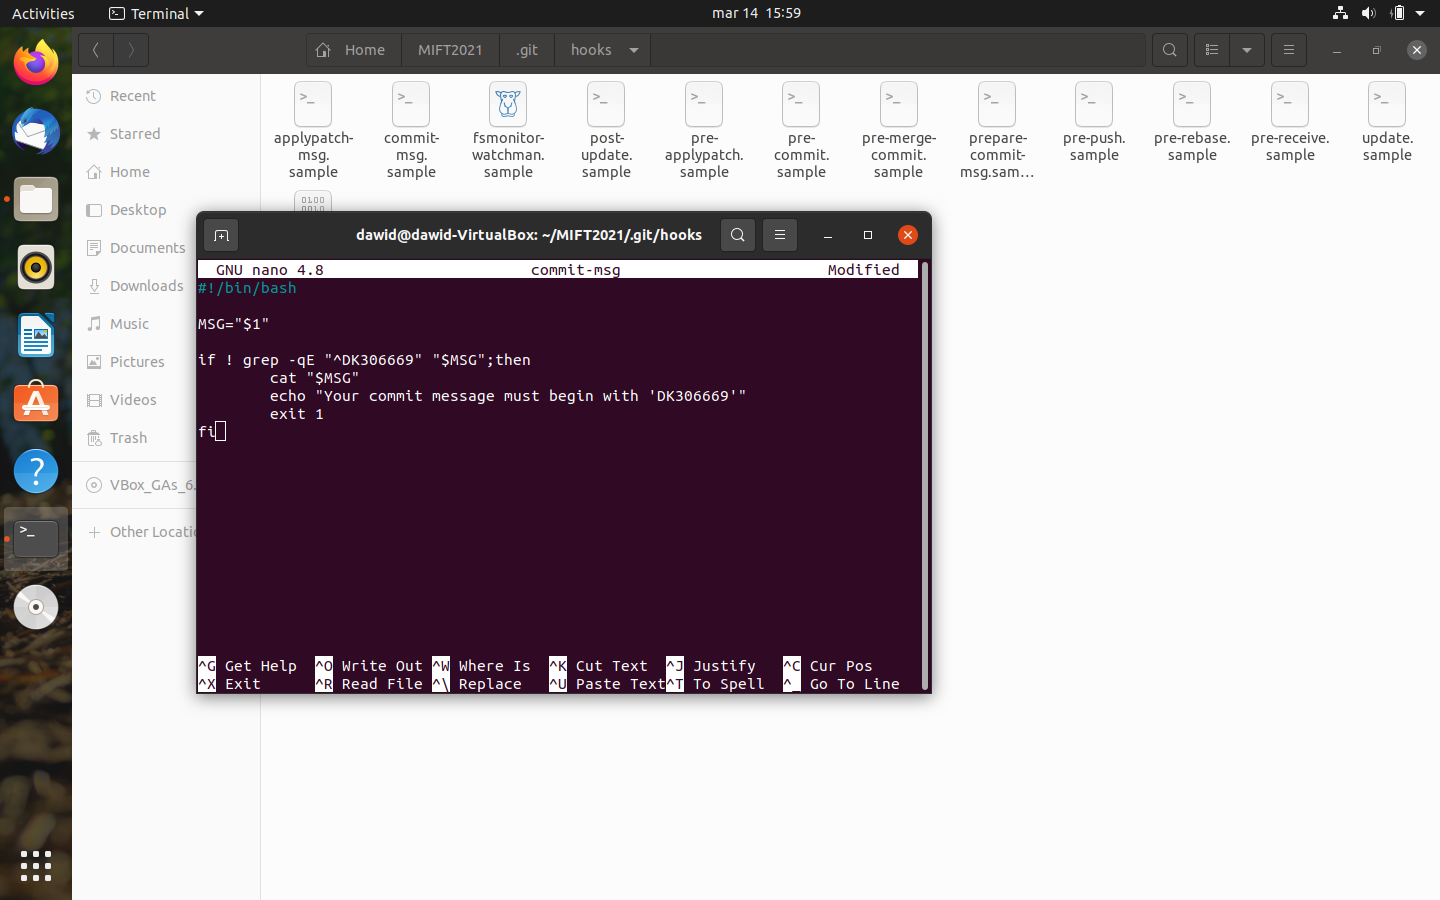 Activities
Terminal
mar 14 15:59
Home
MIFT2021
.git
hooks
Recent
Starred
Home
Desktop
Documents
Downloads
Music
Pictures
Videos
Trash
VBox_GAs_6.
Other Locatio
applypatch-
msg.
sample
commit-
msg.
sample
fsmonitor-
watchman.
sample
post-
update.
sample
pre-
applypatch.
sample
pre-
commit.
sample
pre-merge-
commit.
sample
prepare-
commit-
msg.sam…
pre-push.
sample
pre-rebase.
sample
pre-receive.
sample
update.
sample
dawid@dawid-VirtualBox: ~/MIFT2021/.git/hooks
GNU nano 4.8 commit-msg Modified
#!/bin/bash
MSG="$1"
if ! grep -qE "^DK306669" "$MSG";then
cat "$MSG"
echo "Your commit message must begin with 'DK306669'"
exit 1
fi
^G Get Help ^O Write Out ^W Where Is ^K Cut Text ^J Justify ^C Cur Pos
^X Exit ^R Read File ^\ Replace ^U Paste Text ^T To Spell ^_ Go To Line